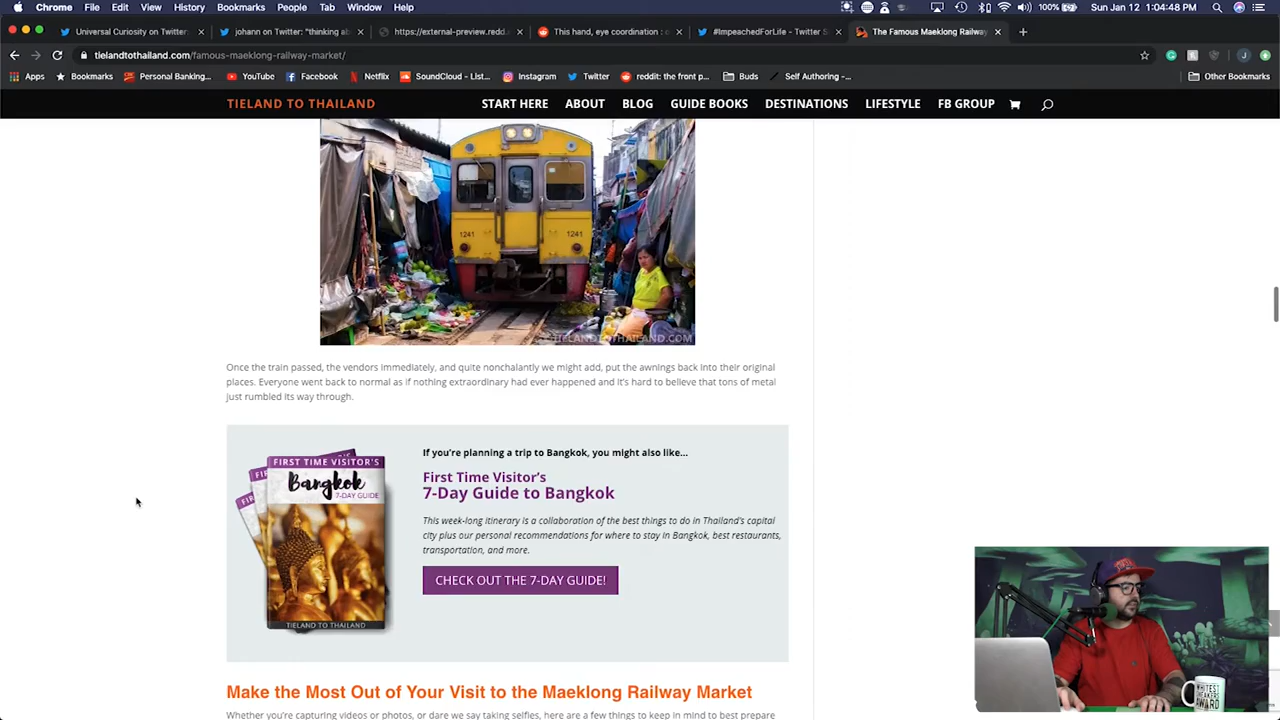 Chrome File Edit View History Bookmarks People Tab Window Help 100% Sun Jan 12 1:04:48 PM
Universal Curiosity on Twitter: johann on Twitter: "thinking ab https://external-preview.redd. This hand, eye coordination : o #ImpeachedForLife - Twitter S The Famous Maeklong Railway
tielandtothailand.com/famous-maeklong-railway-market/
Apps Bookmarks Personal Banking... YouTube Facebook Netflix SoundCloud – List... Instagram Twitter reddit: the front p... Buds Self Authoring -... Other Bookmarks
TIELAND TO THAILAND START HERE ABOUT BLOG GUIDE BOOKS DESTINATIONS LIFESTYLE FB GROUP
1241 1241
TIELANDTOTHAILAND.COM
Once the train passed, the vendors immediately, and quite nonchalantly we might add, put the awnings back into their original
places. Everyone went back to normal as if nothing extraordinary had ever happened and it's hard to believe that tons of metal
just rumbled its way through.
FIRST TIME VISITOR'S
Bangkok
7-DAY GUIDE
TIELAND TO THAILAND
If you're planning a trip to Bangkok, you might also like...
First Time Visitor's
7-Day Guide to Bangkok
This week-long itinerary is a collaboration of the best things to do in Thailand's capital
city plus our personal recommendations for where to stay in Bangkok, best restaurants,
transportation, and more.
CHECK OUT THE 7-DAY GUIDE!
Make the Most Out of Your Visit to the Maeklong Railway Market
Whether you're capturing videos or photos, or dare we say taking selfies, here are a few things to keep in mind to best prepare
AWARD